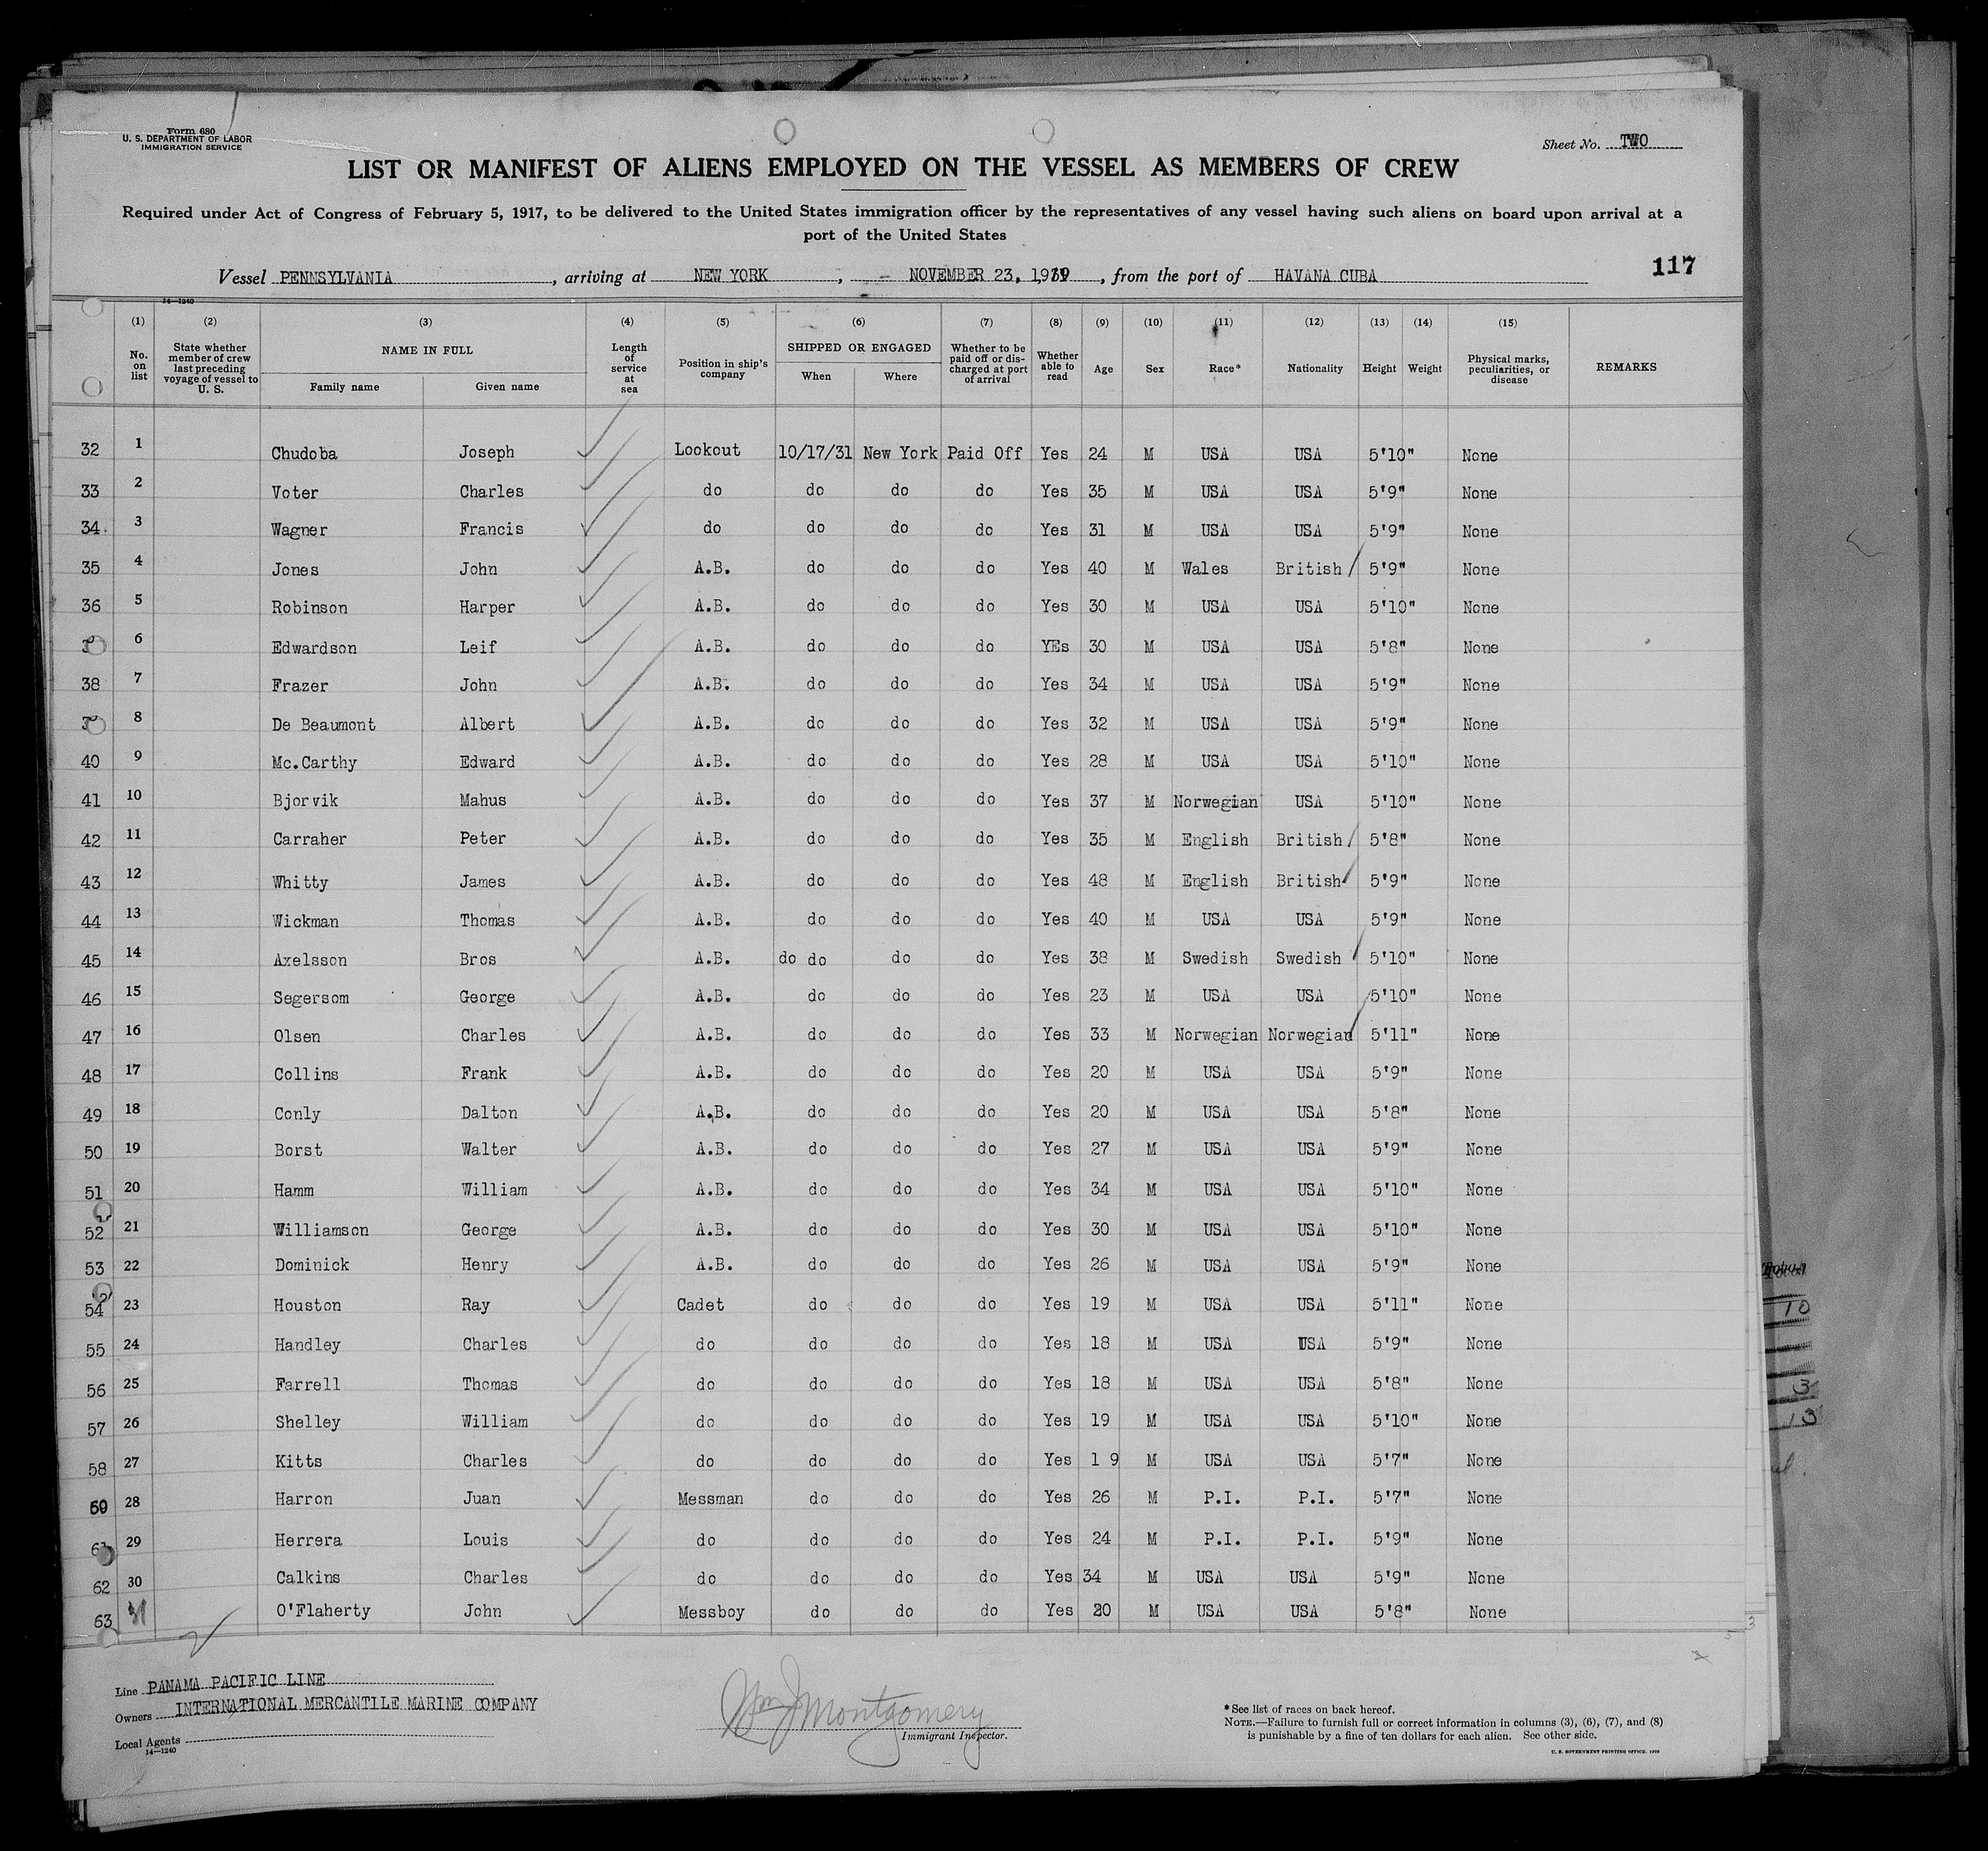 Form 680
U. S. DEPARTMENT OF LABOR
IMMIGRATION SERVICE
Sheet No. TWO
LIST OR MANIFEST OF ALIENS EMPLOYED ON THE VESSEL AS MEMBERS OF CREW
Required under Act of Congress of February 5, 1917, to be delivered to the United States immigration officer by the representatives of any vessel having such aliens on board upon arrival at a
port of the United States
117
Vessel PENNSYLVANIA, arriving at NEW YORK, NOVEMBER 23, from the port of HAVANA CUBA
14—1240
(1) (2) (3) (4) (5) (6) (7) (8) (9) (10) (11) (12) (13) (14) (15)
No. on list State whether member of crew last preceding voyage of vessel to U. S. NAME IN FULL Family name Given name Length of service at sea Position in ship's company SHIPPED OR ENGAGED When Where Whether to be paid off or discharged at port of arrival Whether able to read Age Sex Race* Nationality Height Weight Physical marks, peculiarities, or disease REMARKS
32 1 Chudoba Joseph Lookout 10/17/31 New York Paid Off Yes 24 M USA USA 5'10" None
33 2 Voter Charles do do do do Yes 35 M USA USA 5'9" None
34 3 Wagner Francis do do do do Yes 31 M USA USA 5'9" None
35 4 Jones John A.B. do do do Yes 40 M Wales British 5'9" None
36 5 Robinson Harper A.B. do do do Yes 30 M USA USA 5'10" None
6 Edwardson Leif A.B. do do do YEs 30 M USA USA 5'8" None
38 7 Frazer John A.B. do do do Yes 34 M USA USA 5'9" None
8 De Beaumont Albert A.B. do do do Yes 32 M USA USA 5'9" None
40 9 Mc.Carthy Edward A.B. do do do Yes 28 M USA USA 5'10" None
41 10 Bjorvik Mahus A.B. do do do Yes 37 M Norwegian USA 5'10" None
42 11 Carraher Peter A.B. do do do Yes 35 M English British 5'8" None
43 12 Whitty James A.B. do do do Yes 48 M English British 5'9" None
44 13 Wickman Thomas A.B. do do do Yes 40 M USA USA 5'9" None
45 14 Axelsson Bros A.B. do do do do Yes 38 M Swedish Swedish 5'10" None
46 15 Segersom George A.B. do do do Yes 23 M USA USA 5'10" None
47 16 Olsen Charles A.B. do do do Yes 33 M Norwegian Norwegian 5'11" None
48 17 Collins Frank A.B. do do do Yes 20 M USA USA 5'9" None
49 18 Conly Dalton A.B. do do do Yes 20 M USA USA 5'8" None
50 19 Borst Walter A.B. do do do Yes 27 M USA USA 5'9" None
51 20 Hamm William A.B. do do do Yes 34 M USA USA 5'10" None
52 21 Williamson George A.B. do do do Yes 30 M USA USA 5'10" None
53 22 Dominick Henry A.B. do do do Yes 26 M USA USA 5'9" None
54 23 Houston Ray Cadet do do do Yes 19 M USA USA 5'11" None
55 24 Handley Charles do do do do Yes 18 M USA USA 5'9" None
56 25 Farrell Thomas do do do do Yes 18 M USA USA 5'8" None
57 26 Shelley William do do do do Yes 19 M USA USA 5'10" None
58 27 Kitts Charles do do do do Yes 1 9 M USA USA 5'7" None
60 28 Harron Juan Messman do do do Yes 26 M P.I. P.I. 5'7" None
61 29 Herrera Louis do do do do Yes 24 M P.I. P.I. 5'9" None
62 30 Calkins Charles do do do do Yes 34 M USA USA 5'9" None
63 O'Flaherty John Messboy do do do Yes 20 M USA USA 5'8" None
Line PANAMA PACIFIC LINE
Owners INTERNATIONAL MERCANTILE MARINE COMPANY
Local Agents
14—1240
Wm J Montgomery
Immigrant Inspector.
* See list of races on back hereof.
NOTE.—Failure to furnish full or correct information in columns (3), (6), (7), and (8)
is punishable by a fine of ten dollars for each alien. See other side.
U. S. GOVERNMENT PRINTING OFFICE
10
3
13